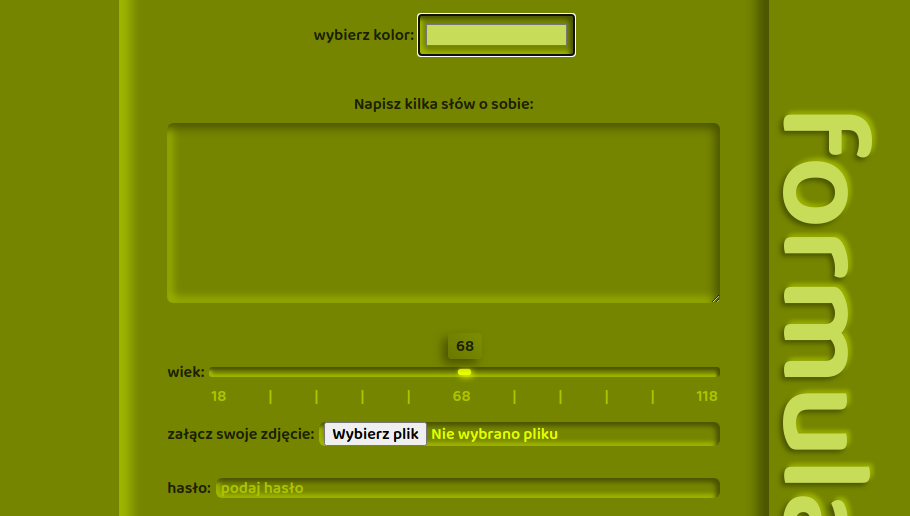 wybierz kolor:
Napisz kilka słów o sobie:
68
wiek:
18 | | | | 68 | | | | 118
załącz swoje zdjęcie: Wybierz plik Nie wybrano pliku
hasło: podaj hasło
Formula